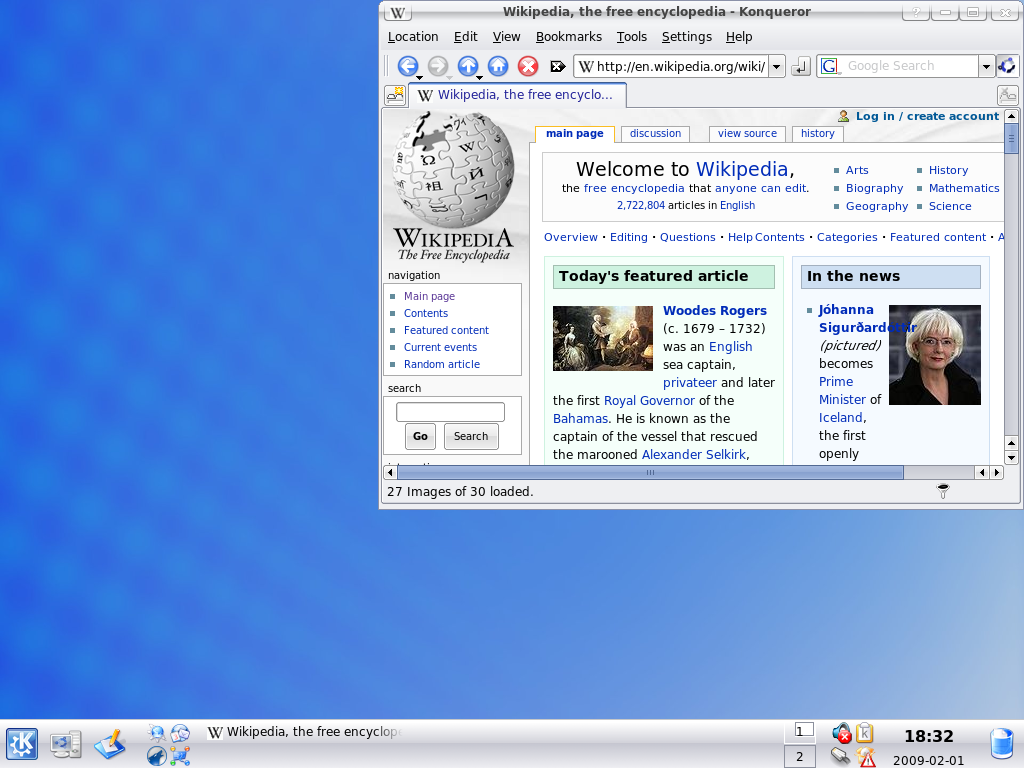 Wikipedia, the free encyclopedia - Konqueror
Location Edit View Bookmarks Tools Settings Help
http://en.wikipedia.org/wiki/
Google Search
Wikipedia, the free encyclo...
Log in / create account
main page discussion view source history
WIKIPEDIA
The Free Encyclopedia
navigation
Main page
Contents
Featured content
Current events
Random article
search
Go Search
Welcome to Wikipedia,
the free encyclopedia that anyone can edit.
2,722,804 articles in English
Arts
Biography
Geography
History
Mathematics
Science
Overview · Editing · Questions · Help Contents · Categories · Featured content · A
Today's featured article
Woodes Rogers
(c. 1679 – 1732)
was an English
sea captain,
privateer and later
the first Royal Governor of the
Bahamas. He is known as the
captain of the vessel that rescued
the marooned Alexander Selkirk,
In the news
Jóhanna
Sigurðardóttir
(pictured)
becomes
Prime
Minister of
Iceland,
the first
openly
27 Images of 30 loaded.
Wikipedia, the free encyclope
1
2
18:32
2009-02-01